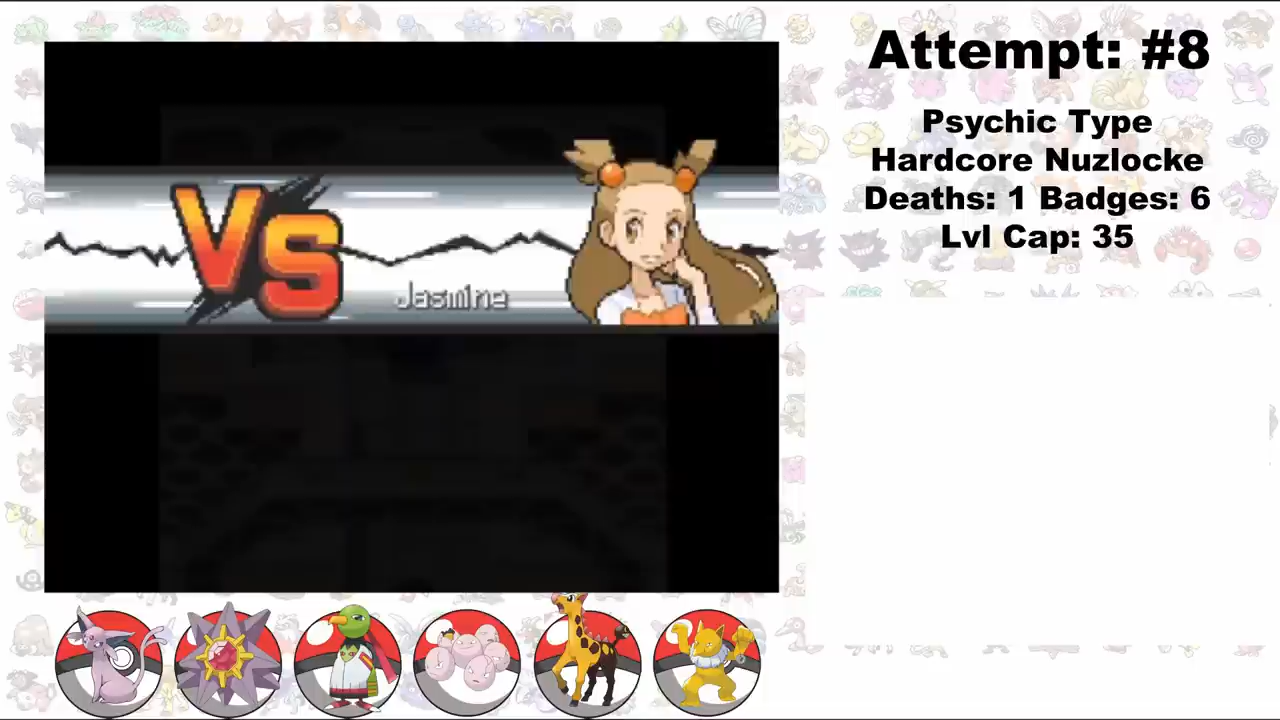 Attempt: #8
Psychic Type
Hardcore Nuzlocke
Deaths: 1 Badges: 6
Lvl Cap: 35
VS
Jasmine